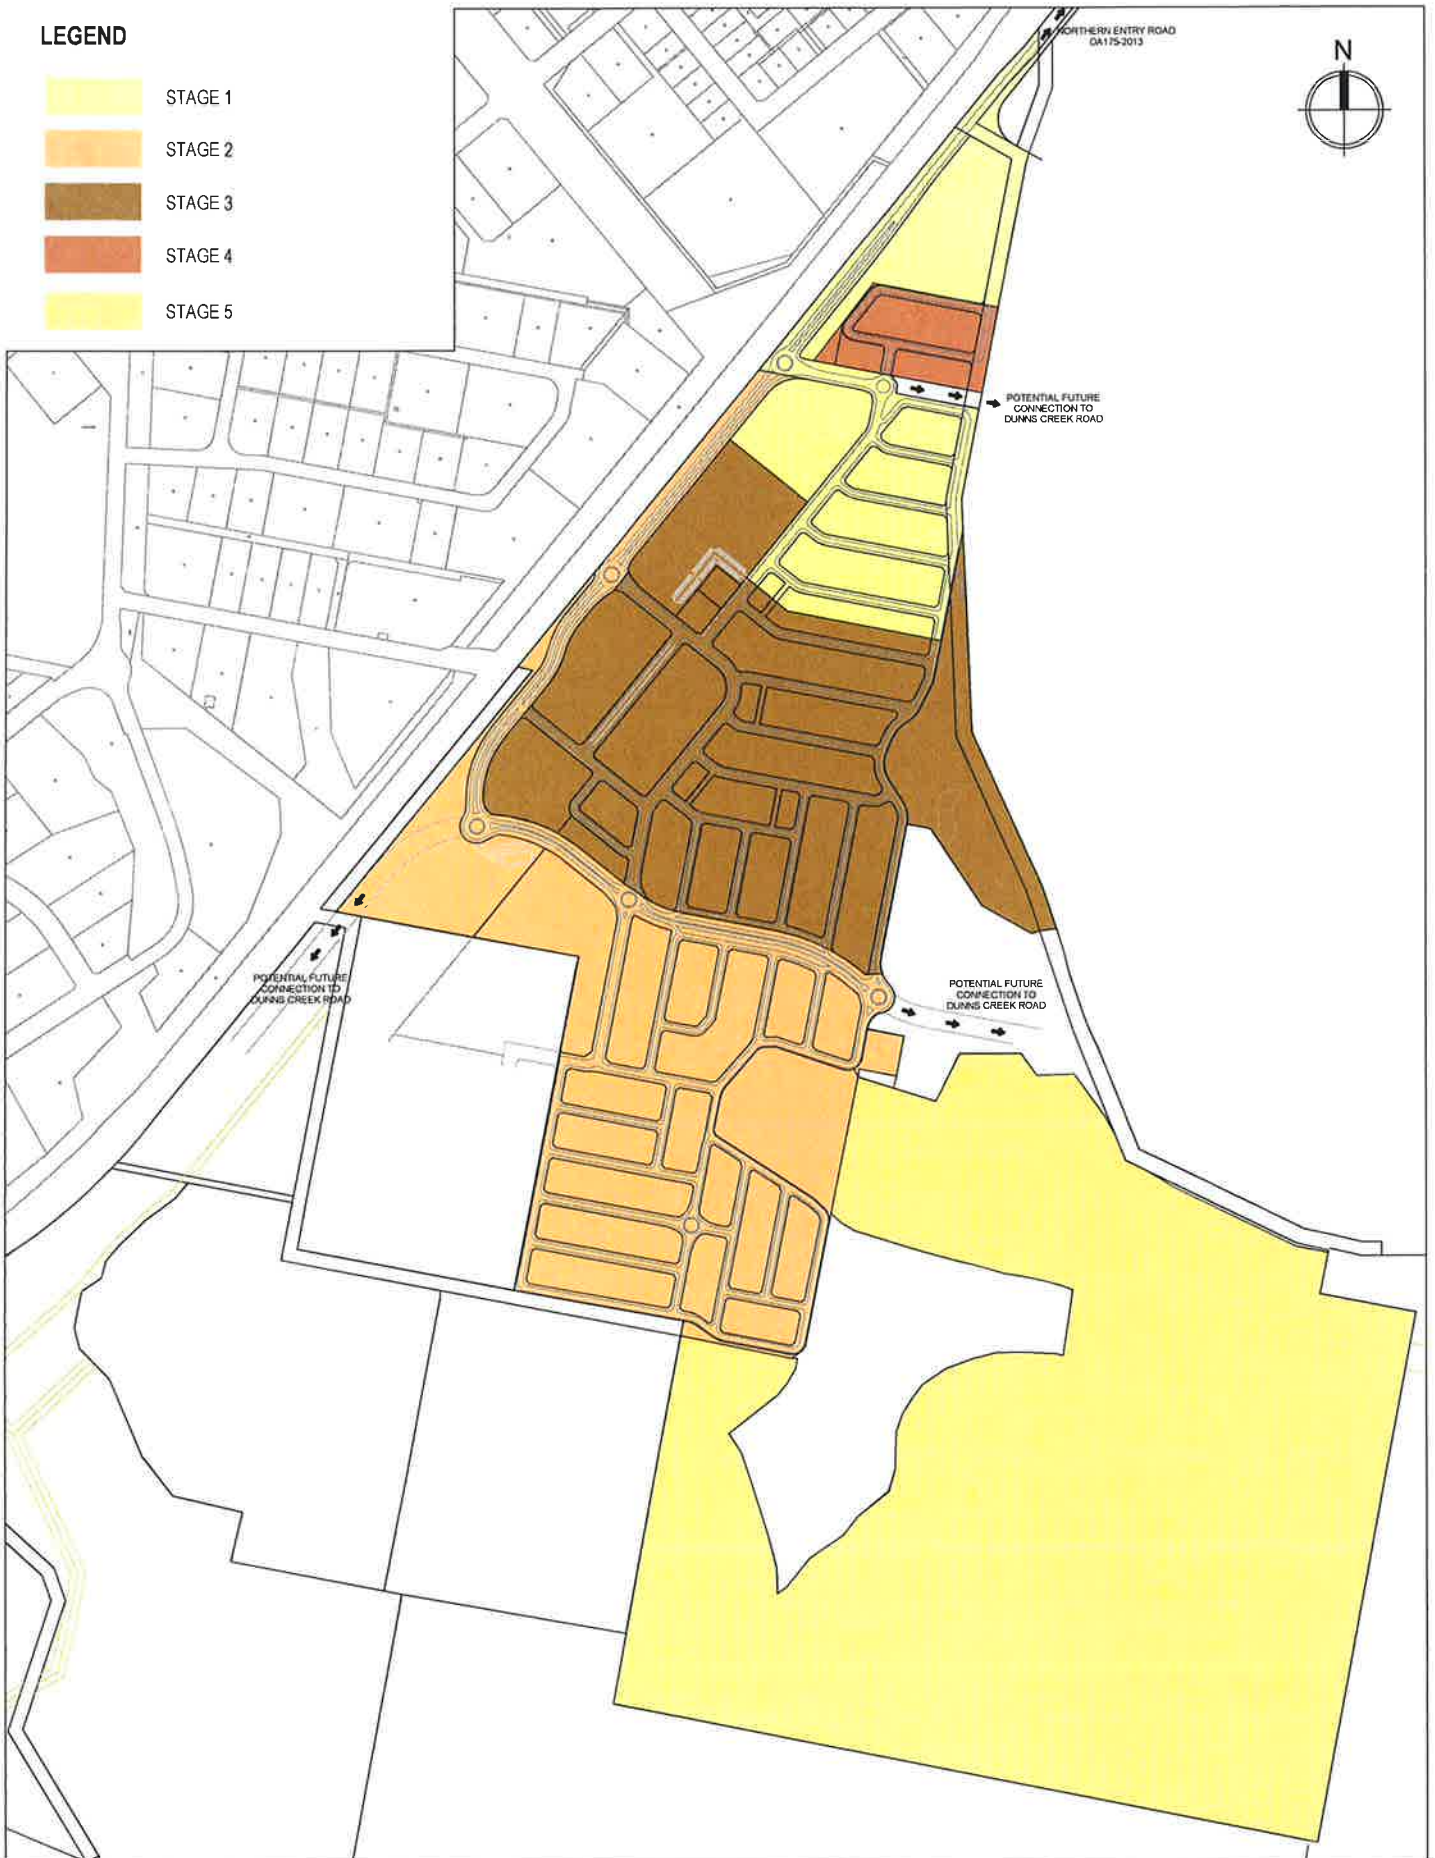 LEGEND
STAGE 1
STAGE 2
STAGE 3
STAGE 4
STAGE 5
NORTHERN ENTRY ROAD
DA175-2013
N
POTENTIAL FUTURE
CONNECTION TO
DUNNS CREEK ROAD
POTENTIAL FUTURE
CONNECTION TO
DUNNS CREEK ROAD
POTENTIAL FUTURE
CONNECTION TO
DUNNS CREEK ROAD